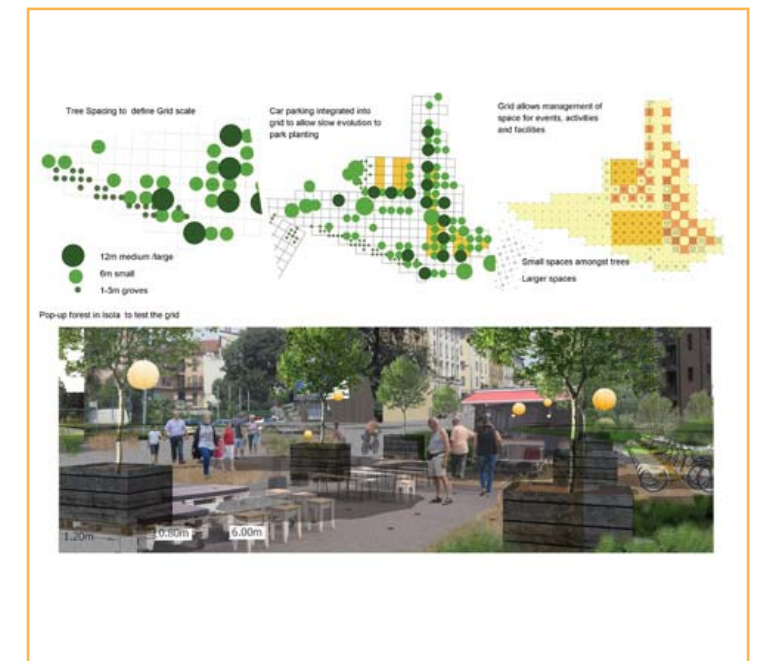 Tree Spacing to define Grid scale
12m medium /large
6m small
1-3m groves
Car parking integrated into
grid to allow slow evolution to
park planting
Grid allows management of
space for events, activities
and facilities
Small spaces amongst trees
Larger spaces
Pop-up forest in Isola to test the grid
1.20m
0.80m
6.00m